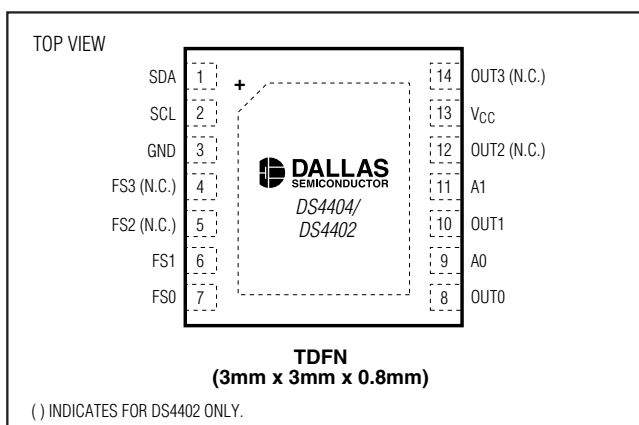 TOP VIEW
SDA 1
SCL 2
GND 3
FS3 (N.C.) 4
FS2 (N.C.) 5
FS1 6
FS0 7
+
DALLAS
SEMICONDUCTOR
DS4404/
DS4402
14 OUT3 (N.C.)
13 VCC
12 OUT2 (N.C.)
11 A1
10 OUT1
9 A0
8 OUT0
TDFN
(3mm x 3mm x 0.8mm)
( ) INDICATES FOR DS4402 ONLY.